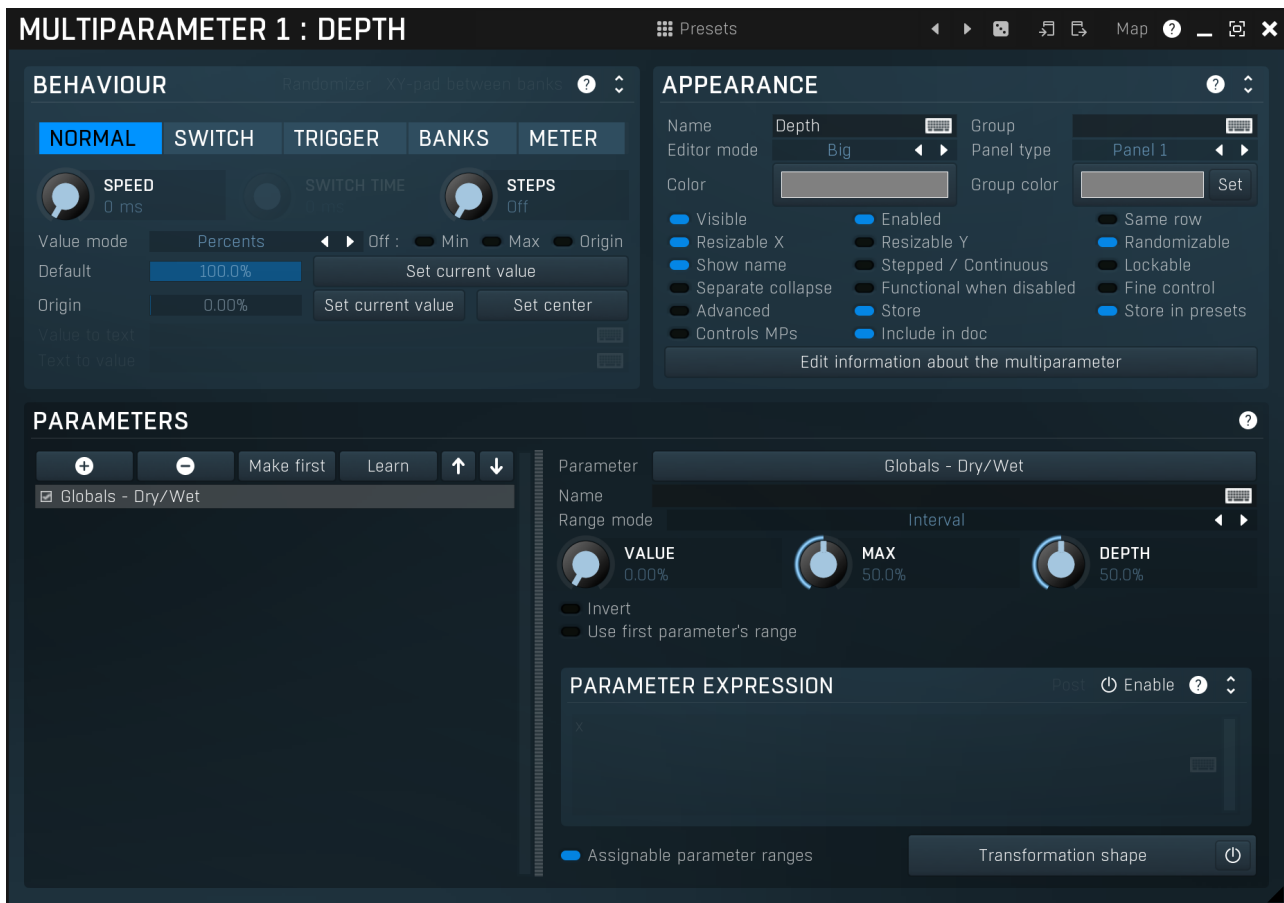 MULTIPARAMETER 1 : DEPTH Presets Map ?
BEHAVIOUR Randomizer XY-pad between banks ?
NORMAL SWITCH TRIGGER BANKS METER
SPEED
0 ms
SWITCH TIME
STEPS
Off
Value mode Percents Off : Min Max Origin
Default 100.0% Set current value
Origin 0.00% Set current value Set center
Value to text
Text to value
APPEARANCE ?
Name Depth Group
Editor mode Big Panel type Panel 1
Color Group color Set
Visible Enabled Same row
Resizable X Resizable Y Randomizable
Show name Stepped / Continuous Lockable
Separate collapse Functional when disabled Fine control
Advanced Store Store in presets
Controls MPs Include in doc
Edit information about the multiparameter
PARAMETERS ?
Make first Learn
Globals - Dry/Wet
Parameter Globals - Dry/Wet
Name
Range mode Interval
VALUE
0.00%
MAX
50.0%
DEPTH
50.0%
Invert
Use first parameter's range
PARAMETER EXPRESSION Post Enable ?
x
Assignable parameter ranges Transformation shape